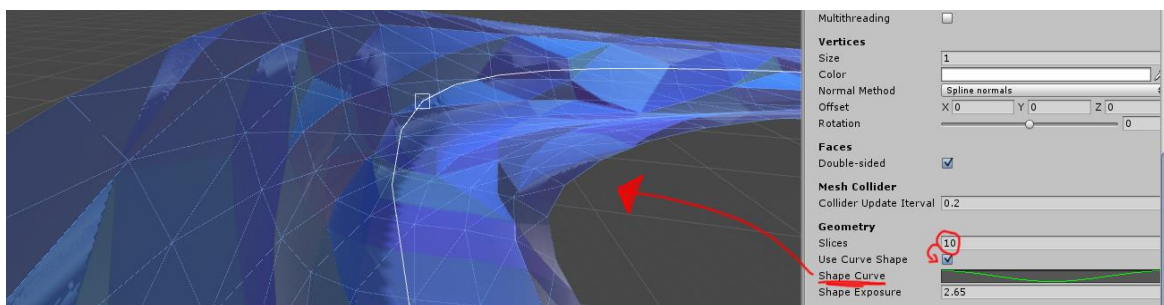 Multithreading
Vertices
Size 1
Color
Normal Method Spline normals
Offset X 0 Y 0 Z 0
Rotation 0
Faces
Double-sided
Mesh Collider
Collider Update Iterval 0.2
Geometry
Slices 10
Use Curve Shape
Shape Curve
Shape Exposure 2.65